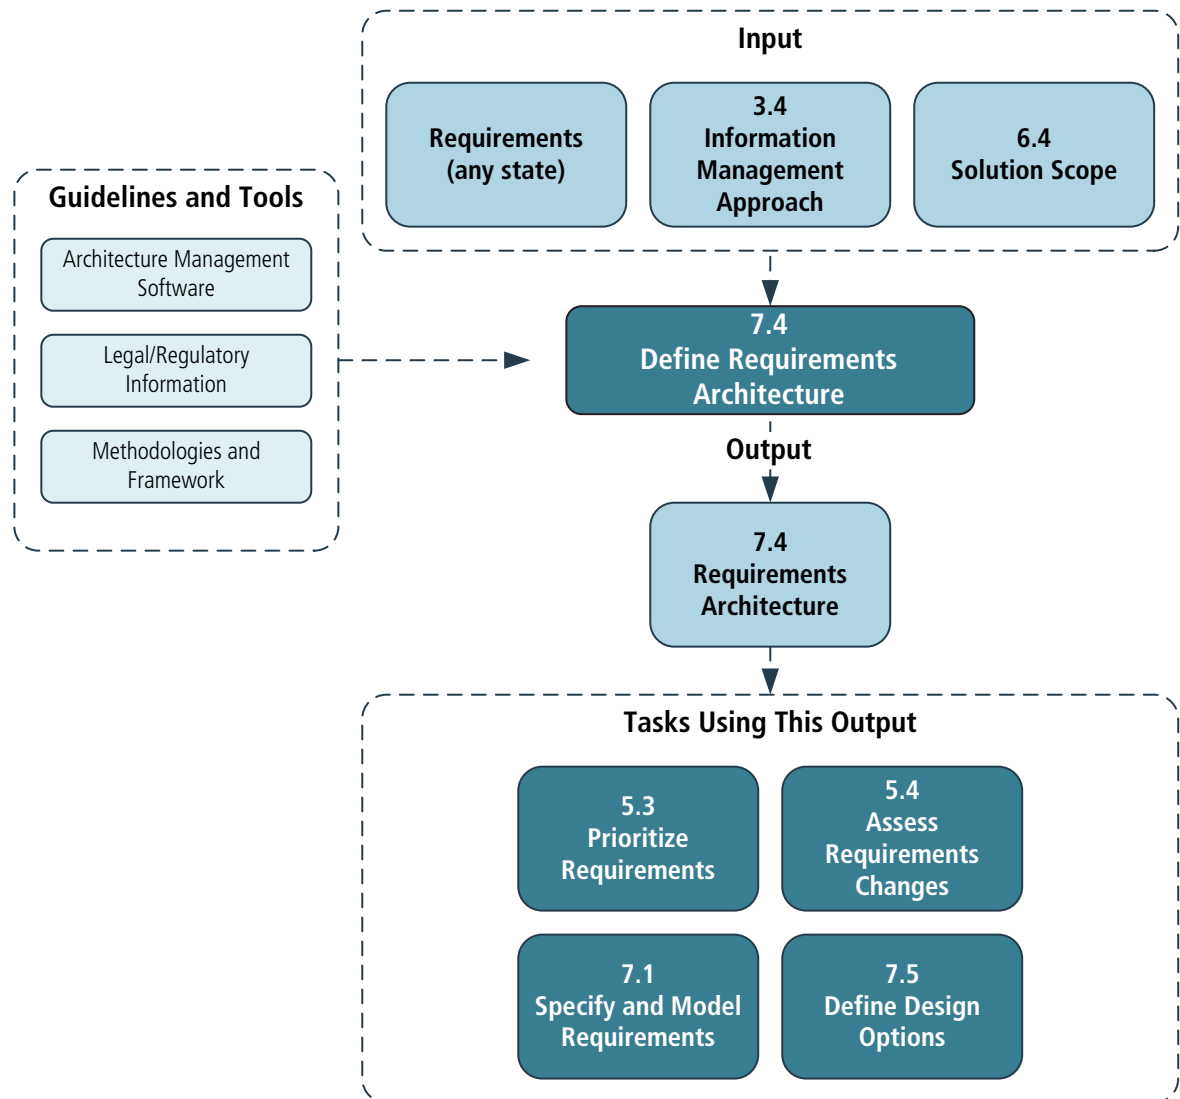 Input
Requirements
(any state)
3.4
Information
Management
Approach
6.4
Solution Scope
Guidelines and Tools
Architecture Management
Software
Legal/Regulatory
Information
Methodologies and
Framework
7.4
Define Requirements
Architecture
Output
7.4
Requirements
Architecture
Tasks Using This Output
5.3
Prioritize
Requirements
5.4
Assess
Requirements
Changes
7.1
Specify and Model
Requirements
7.5
Define Design
Options